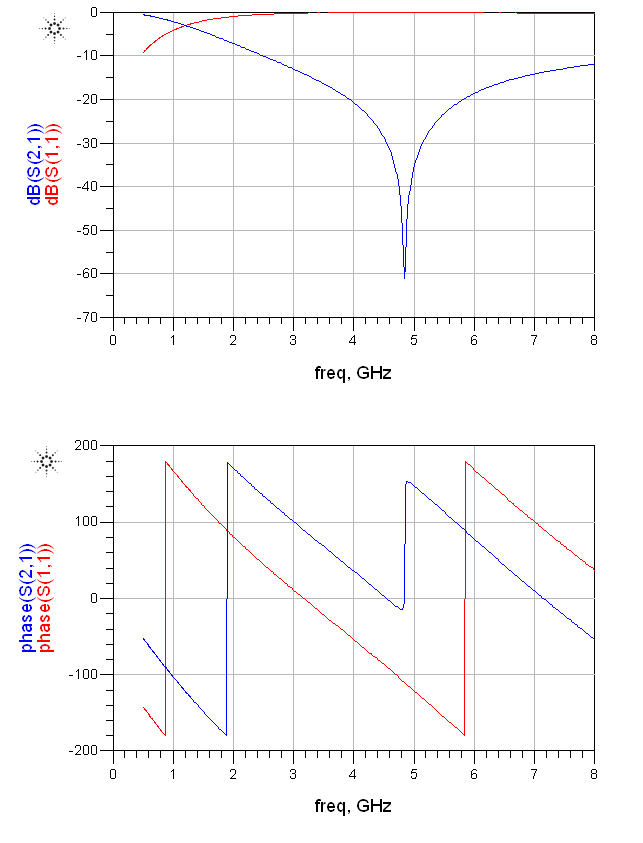 dB(S(2,1))
dB(S(1,1))
0
-10
-20
-30
-40
-50
-60
-70
0 1 2 3 4 5 6 7 8
freq, GHz
phase(S(2,1))
phase(S(1,1))
200
100
0
-100
-200
0 1 2 3 4 5 6 7 8
freq, GHz